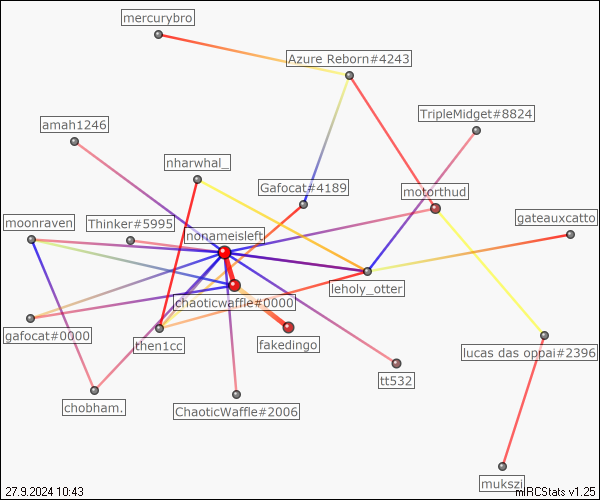 mercurybro
Azure Reborn#4243
TripleMidget#8824
amah1246
nharwhal_
Gafocat#4189
motorthud
moonraven
Thinker#5995
gateauxcatto
nonameisleft
leholy_otter
chaoticwaffle#0000
gafocat#0000
then1cc
fakedingo
lucas das oppai#2396
tt532
chobham.
ChaoticWaffle#2006
mukszi
27.9.2024 10:43
mIRCStats v1.25